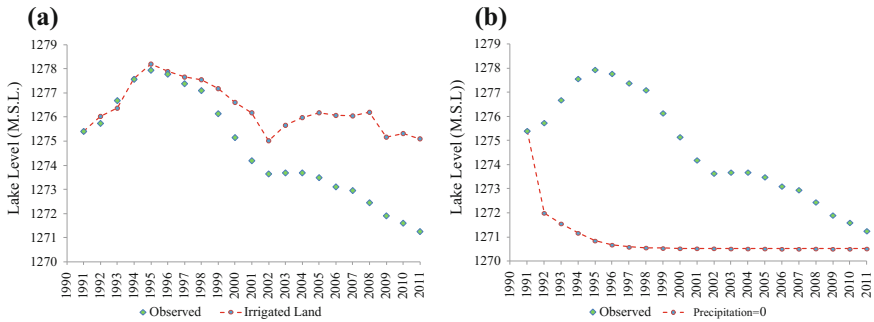 (a)
Lake Level (M.S.L.)
1279
1278
1277
1276
1275
1274
1273
1272
1271
1270
1990 1991 1992 1993 1994 1995 1996 1997 1998 1999 2000 2001 2002 2003 2004 2005 2006 2007 2008 2009 2010 2011
Observed Irrigated Land
(b)
Lake Level (M.S.L))
1279
1278
1277
1276
1275
1274
1273
1272
1271
1270
1990 1991 1992 1993 1994 1995 1996 1997 1998 1999 2000 2001 2002 2003 2004 2005 2006 2007 2008 2009 2010 2011
Observed Precipitation=0